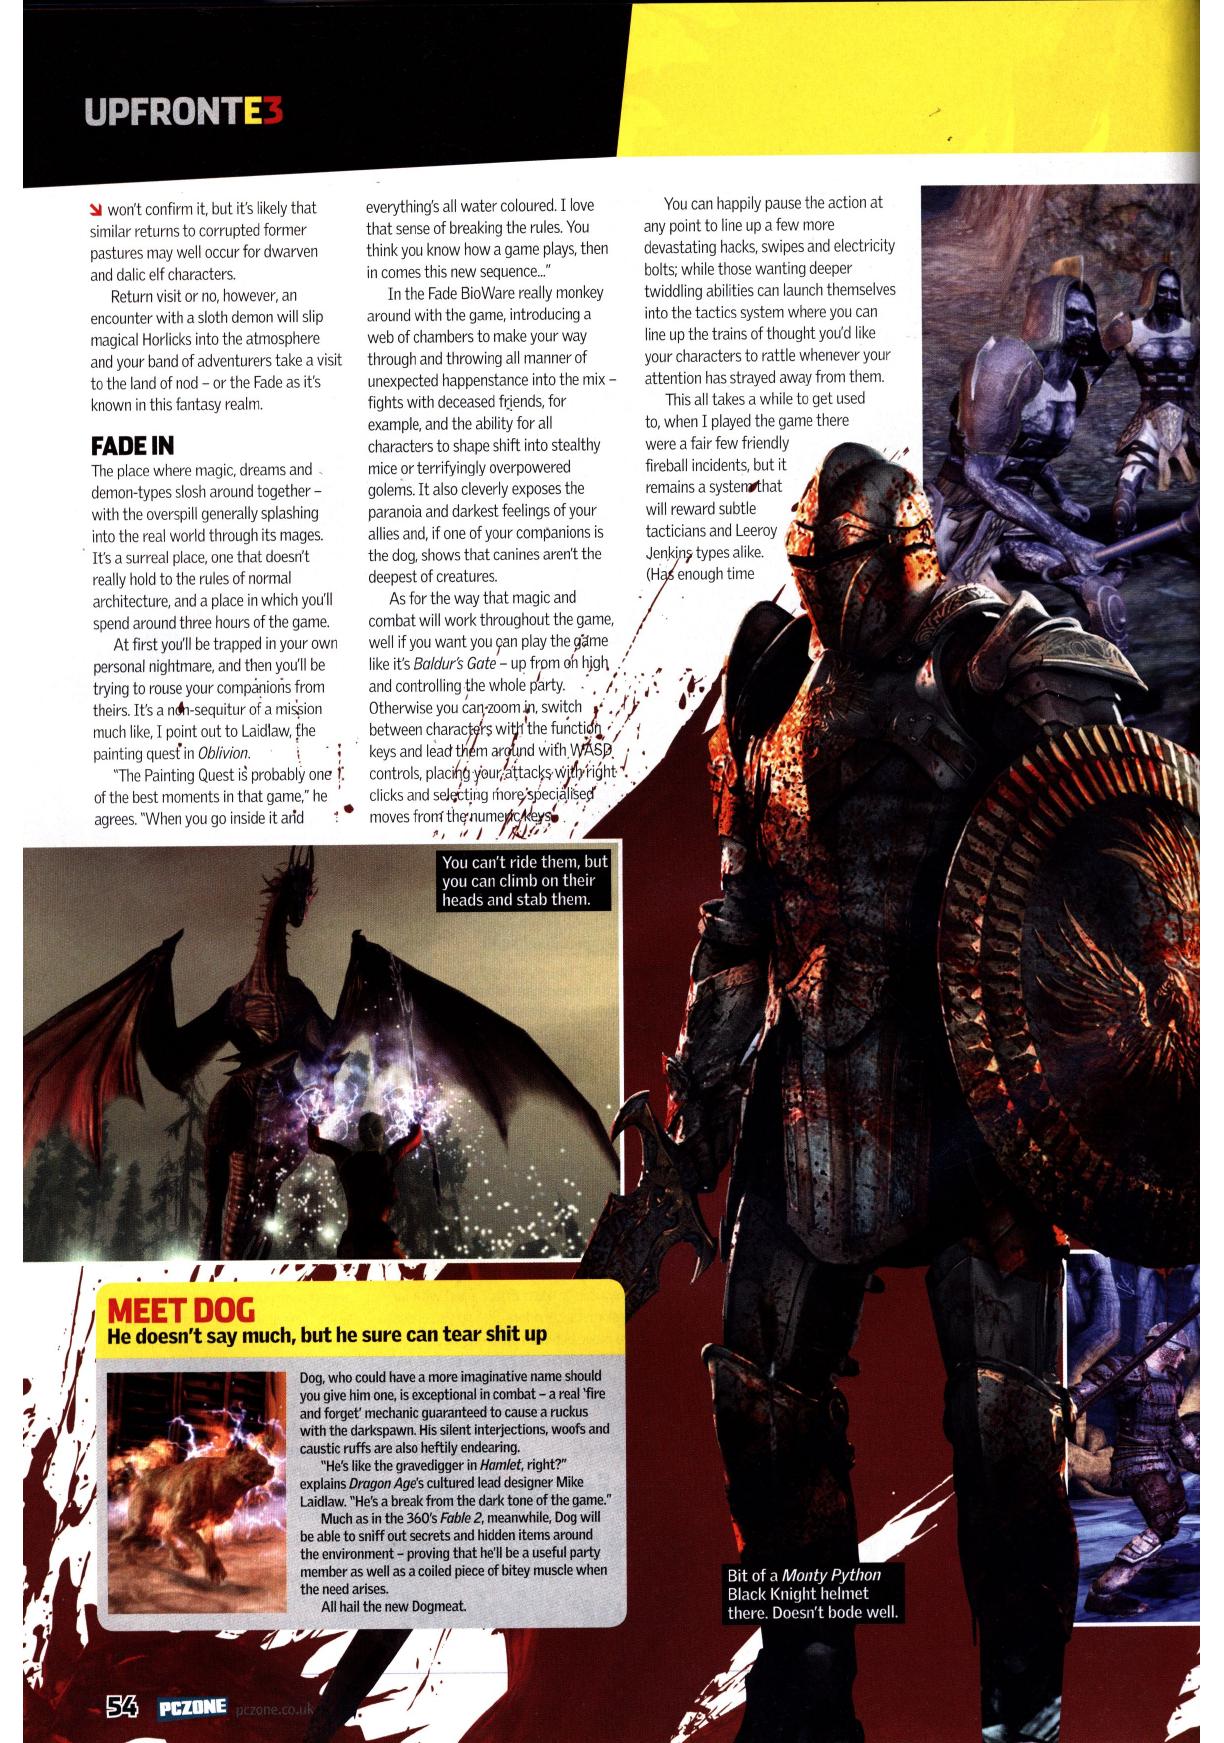 UPFRONTE3
won't confirm it, but it's likely that
similar returns to corrupted former
pastures may well occur for dwarven
and dalic elf characters.
Return visit or no, however, an
encounter with a sloth demon will slip
magical Horlicks into the atmosphere
and your band of adventurers take a visit
to the land of nod – or the Fade as it's
known in this fantasy realm.
FADE IN
The place where magic, dreams and
demon-types slosh around together –
with the overspill generally splashing
into the real world through its mages.
It's a surreal place, one that doesn't
really hold to the rules of normal
architecture, and a place in which you'll
spend around three hours of the game.
At first you'll be trapped in your own
personal nightmare, and then you'll be
trying to rouse your companions from
theirs. It's a non-sequitur of a mission
much like, I point out to Laidlaw, the
painting quest in Oblivion.
"The Painting Quest is probably one
of the best moments in that game," he
agrees. "When you go inside it and
everything's all water coloured. I love
that sense of breaking the rules. You
think you know how a game plays, then
in comes this new sequence..."
In the Fade BioWare really monkey
around with the game, introducing a
web of chambers to make your way
through and throwing all manner of
unexpected happenstance into the mix –
fights with deceased friends, for
example, and the ability for all
characters to shape shift into stealthy
mice or terrifyingly overpowered
golems. It also cleverly exposes the
paranoia and darkest feelings of your
allies and, if one of your companions is
the dog, shows that canines aren't the
deepest of creatures.
As for the way that magic and
combat will work throughout the game,
well if you want you can play the game
like it's Baldur's Gate – up from on high
and controlling the whole party.
Otherwise you can zoom in, switch
between characters with the function
keys and lead them around with WASD
controls, placing your attacks with right
clicks and selecting more specialised
moves from the numeric keys.
You can happily pause the action at
any point to line up a few more
devastating hacks, swipes and electricity
bolts; while those wanting deeper
twiddling abilities can launch themselves
into the tactics system where you can
line up the trains of thought you'd like
your characters to rattle whenever your
attention has strayed away from them.
This all takes a while to get used
to, when I played the game there
were a fair few friendly
fireball incidents, but it
remains a system that
will reward subtle
tacticians and Leeroy
Jenkins types alike.
(Has enough time
You can't ride them, but
you can climb on their
heads and stab them.
MEET DOG
He doesn't say much, but he sure can tear shit up
Dog, who could have a more imaginative name should
you give him one, is exceptional in combat – a real 'fire
and forget' mechanic guaranteed to cause a ruckus
with the darkspawn. His silent interjections, woofs and
caustic ruffs are also heftily endearing.
"He's like the gravedigger in Hamlet, right?"
explains Dragon Age's cultured lead designer Mike
Laidlaw. "He's a break from the dark tone of the game."
Much as in the 360's Fable 2, meanwhile, Dog will
be able to sniff out secrets and hidden items around
the environment – proving that he'll be a useful party
member as well as a coiled piece of bitey muscle when
the need arises.
All hail the new Dogmeat.
Bit of a Monty Python
Black Knight helmet
there. Doesn't bode well.
54 PCZONE pczone.co.uk